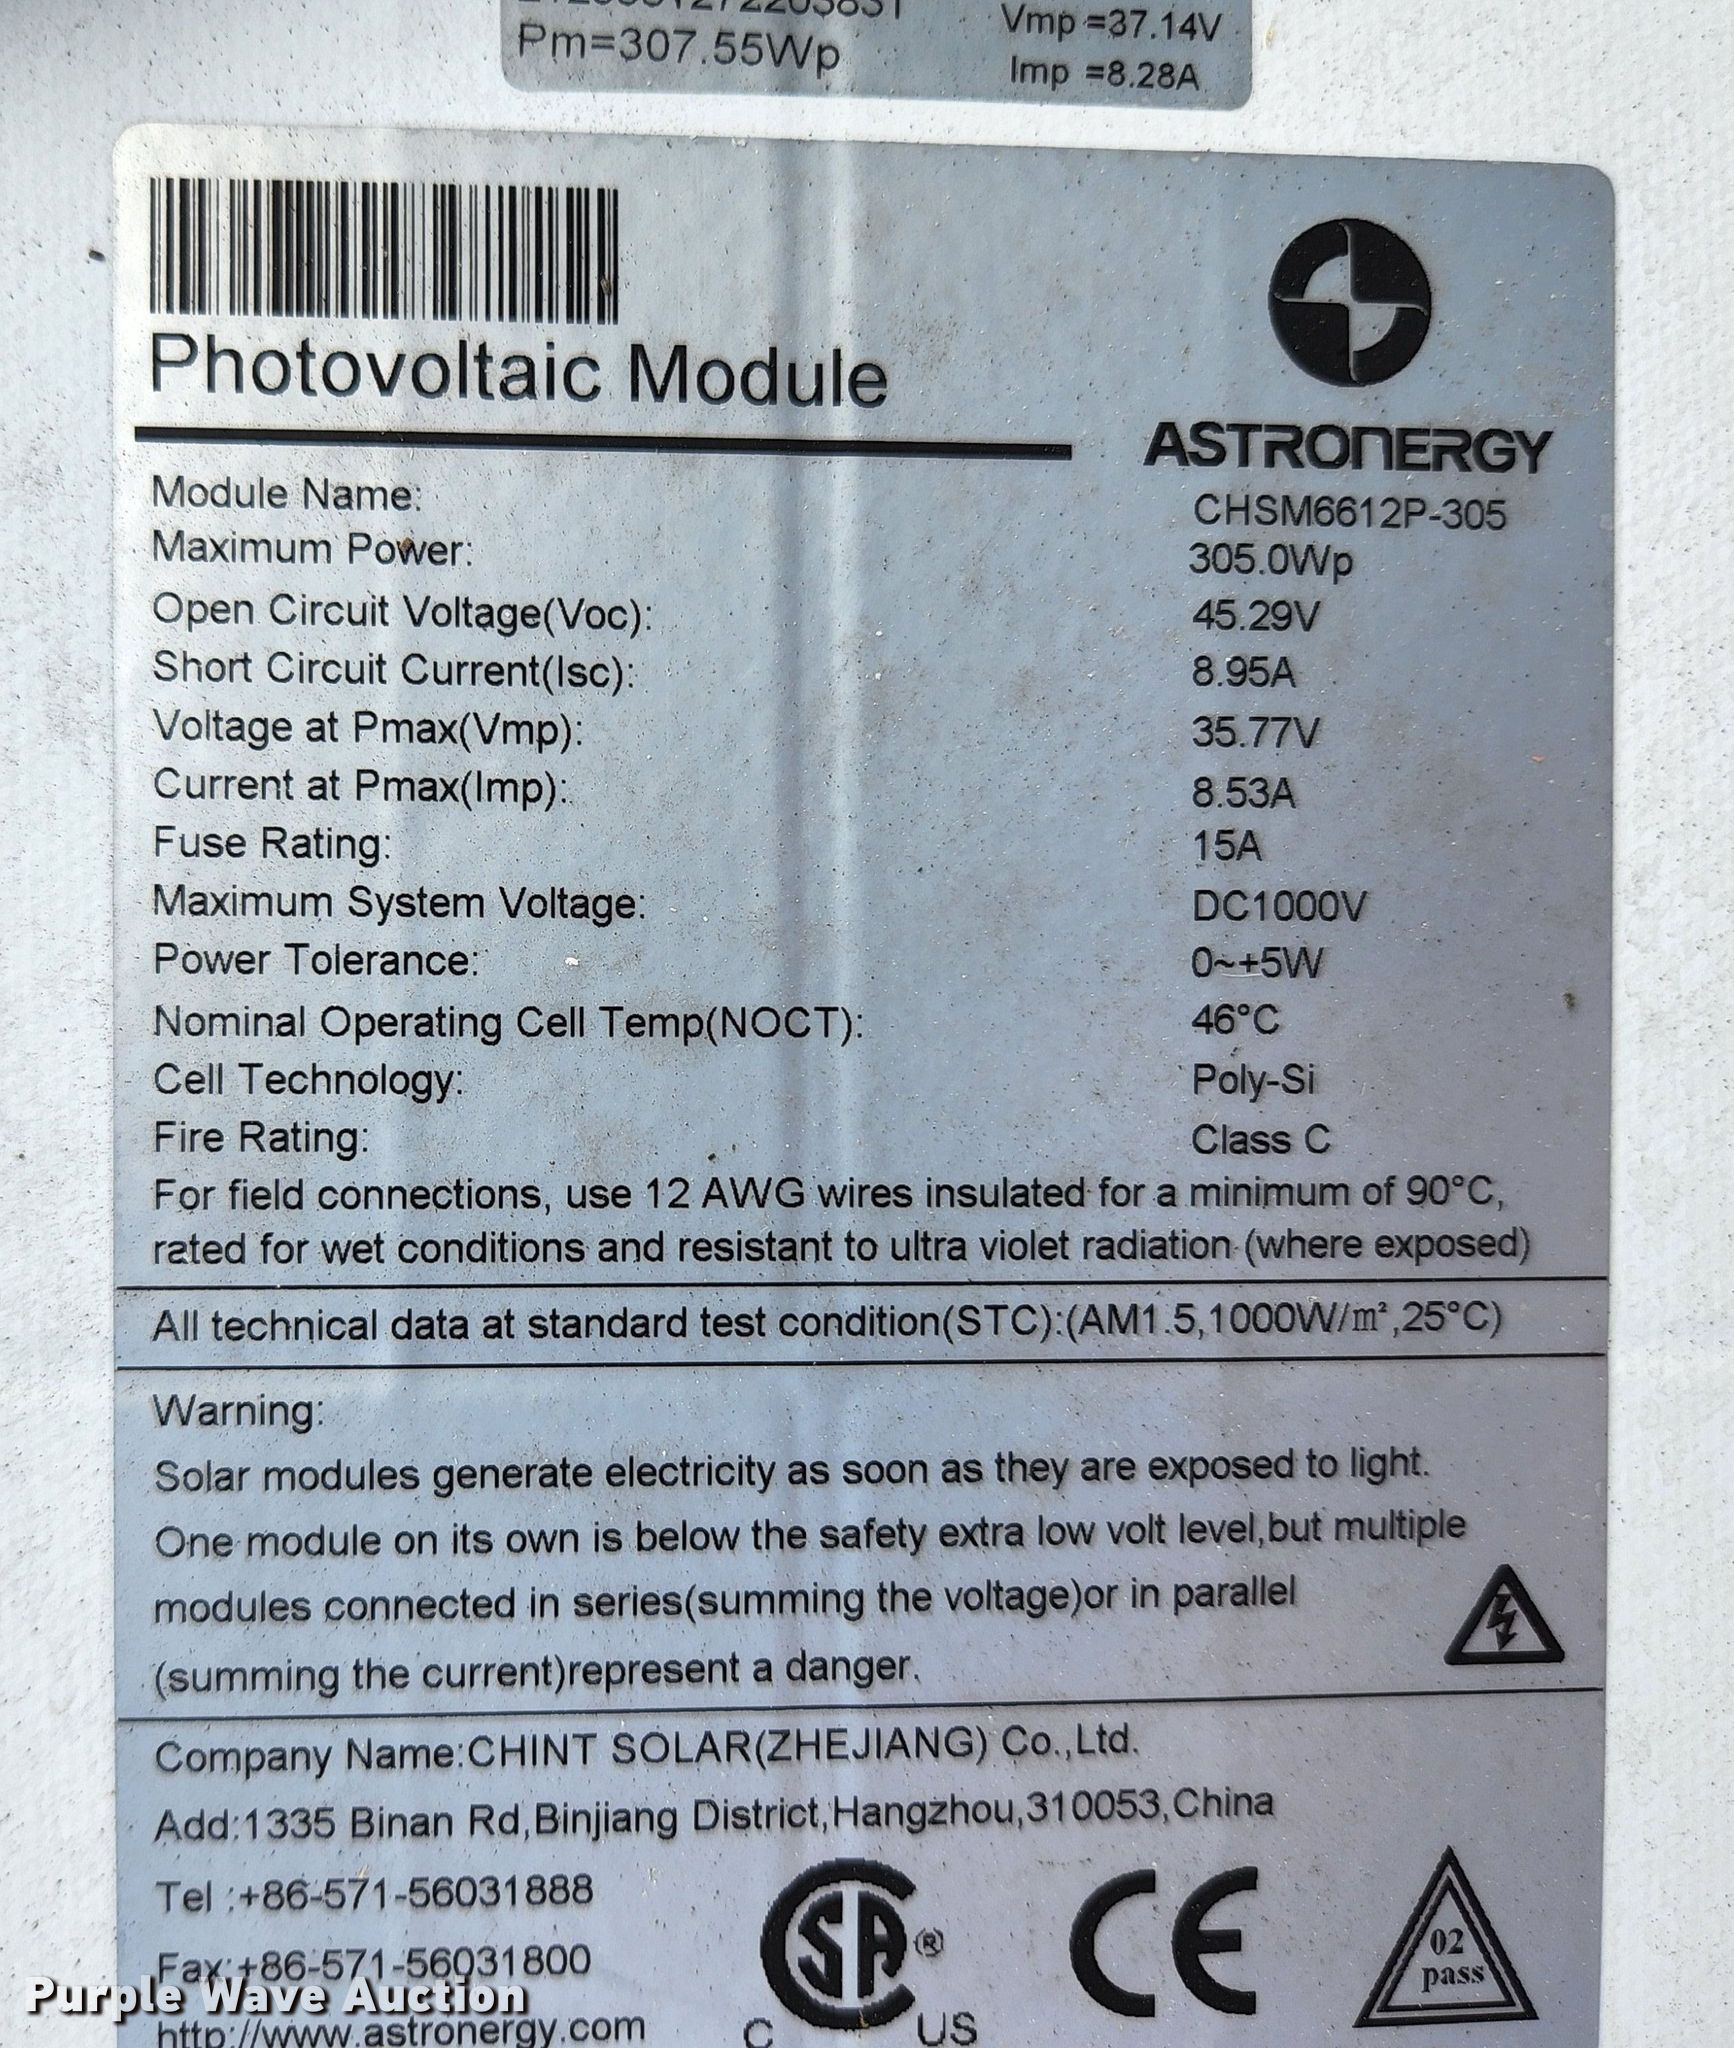 Pm=307.55Wp
Vmp =37.14V
Imp =8.28A
Photovoltaic Module
ASTRONERGY
Module Name: CHSM6612P-305
Maximum Power: 305.0Wp
Open Circuit Voltage(Voc): 45.29V
Short Circuit Current(Isc): 8.95A
Voltage at Pmax(Vmp): 35.77V
Current at Pmax(Imp): 8.53A
Fuse Rating: 15A
Maximum System Voltage: DC1000V
Power Tolerance: 0~+5W
Nominal Operating Cell Temp(NOCT): 46°C
Cell Technology: Poly-Si
Fire Rating: Class C
For field connections, use 12 AWG wires insulated for a minimum of 90°C,
rated for wet conditions and resistant to ultra violet radiation (where exposed)
All technical data at standard test condition(STC):(AM1.5,1000W/m²,25°C)
Warning:
Solar modules generate electricity as soon as they are exposed to light.
One module on its own is below the safety extra low volt level,but multiple
modules connected in series(summing the voltage)or in parallel
(summing the current)represent a danger.
Company Name:CHINT SOLAR(ZHEJIANG) Co.,Ltd.
Add:1335 Binan Rd,Binjiang District,Hangzhou,310053,China
Tel :+86-571-56031888
Fax:+86-571-56031800
http://www.astronergy.com
C SA ® US
CE
02
pass
Purple Wave Auction